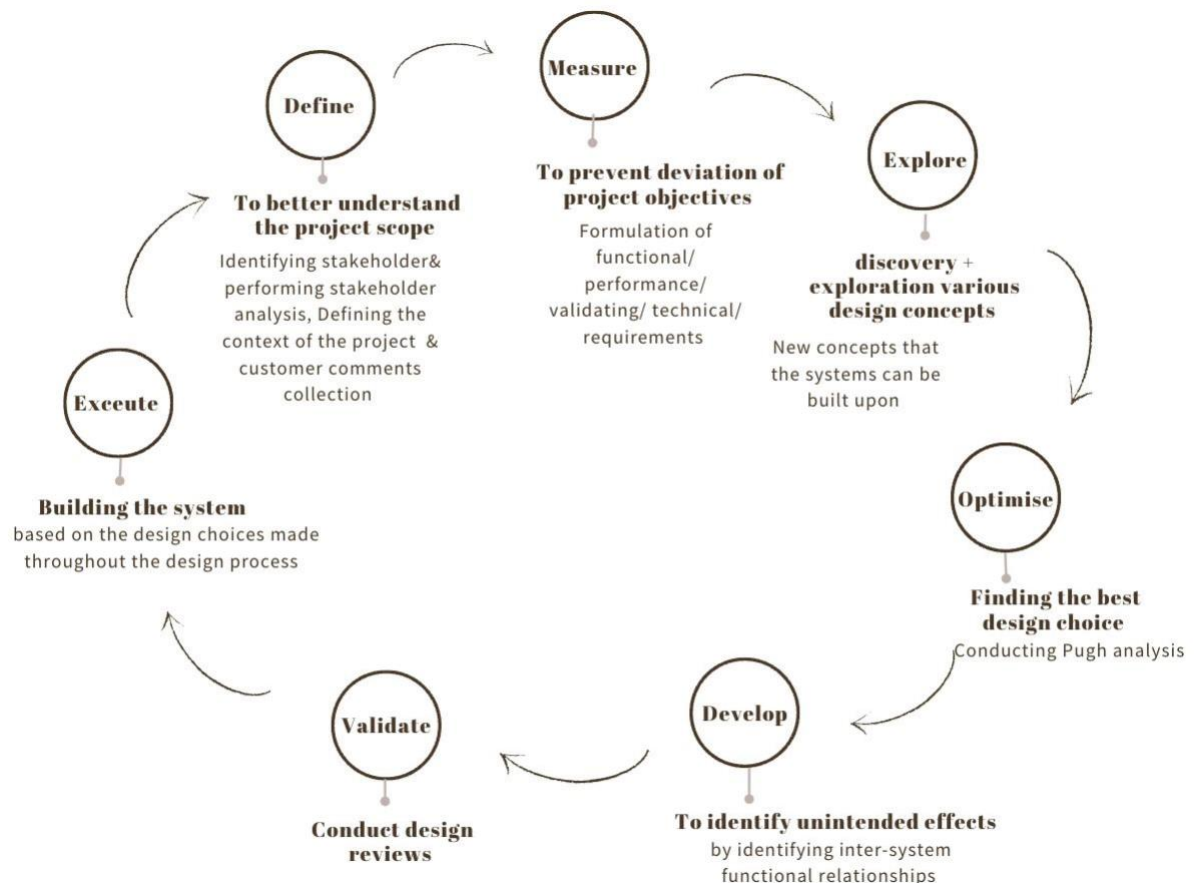 Define
To better understand
the project scope
Identifying stakeholder&
performing stakeholder
analysis, Defining the
context of the project &
customer comments
collection
Measure
To prevent deviation of
project objectives
Formulation of
functional/
performance/
validating/ technical/
requirements
Explore
discovery +
exploration various
design concepts
New concepts that
the systems can be
built upon
Optimise
Finding the best
design choice
Conducting Pugh analysis
Develop
To identify unintended effects
by identifying inter-system
functional relationships
Validate
Conduct design
reviews
Exceute
Building the system
based on the design choices made
throughout the design process